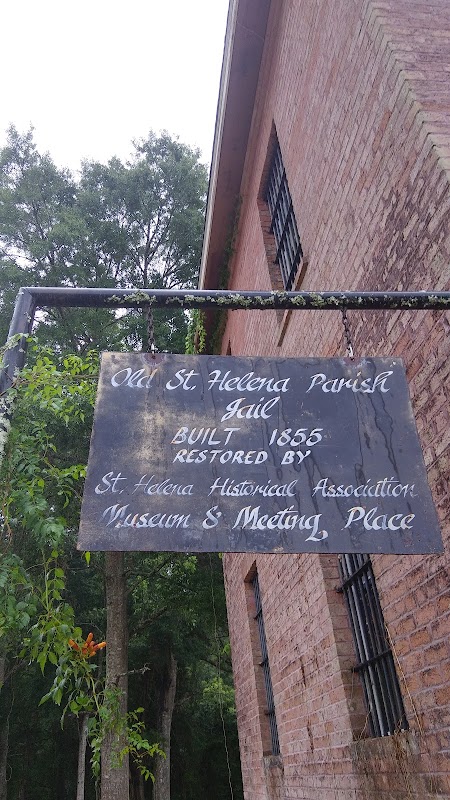 Old St. Helena Parish
Jail
BUILT 1855
RESTORED BY
St. Helena Historical Association
Museum & Meeting Place